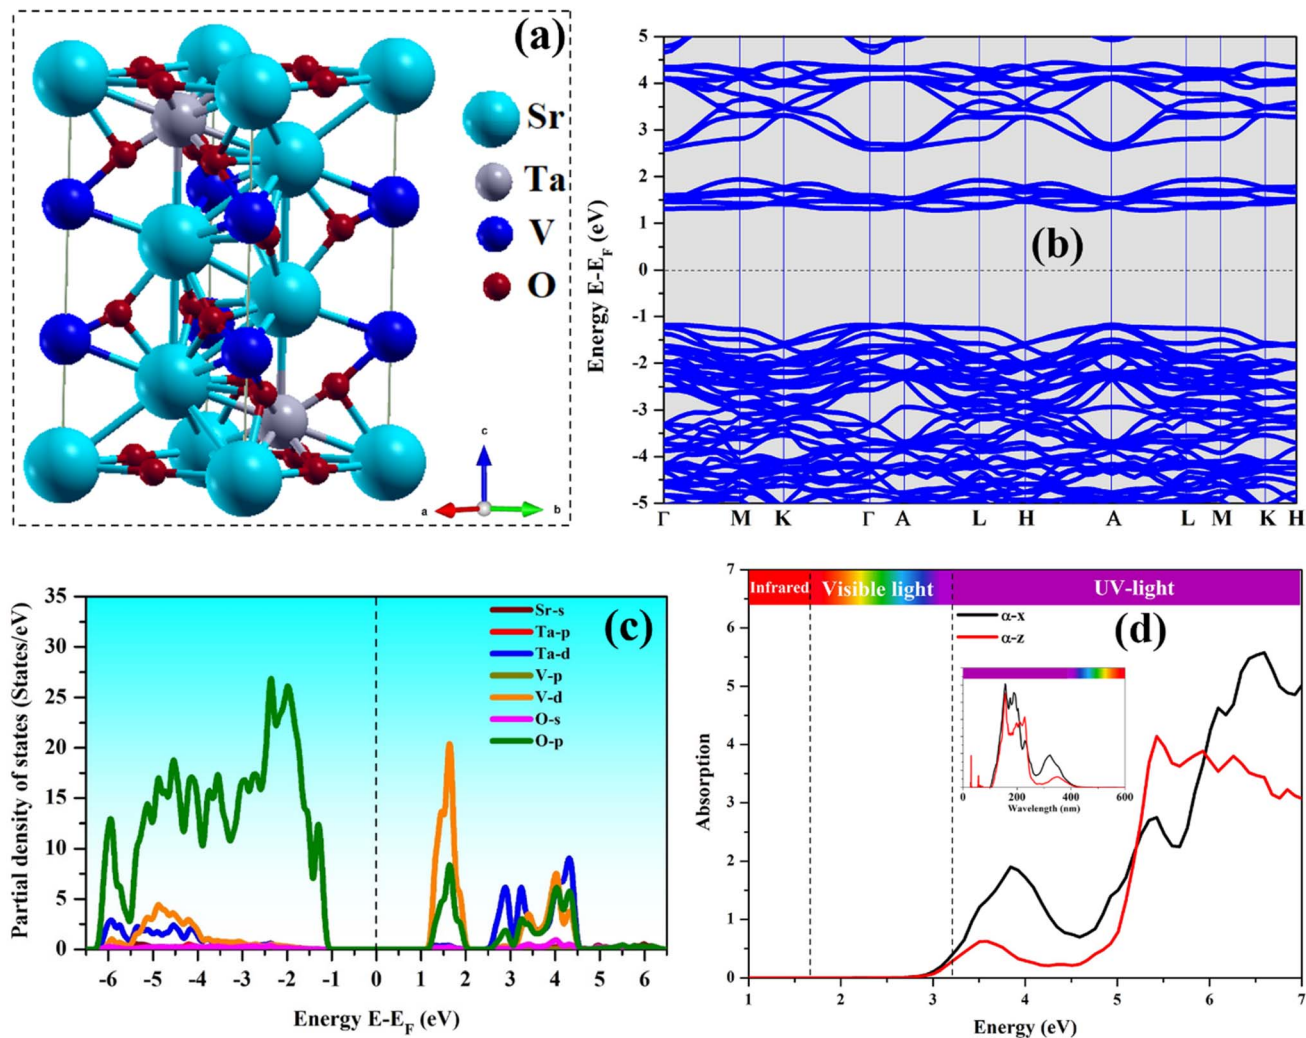 (a)
Sr
Ta
V
O
c
a
b
(b)
Energy E-E_F (eV)
5
4
3
2
1
0
-1
-2
-3
-4
-5
Γ M K Γ A L H A L M K H
(c)
Partial density of states (States/eV)
35
30
25
20
15
10
5
0
Sr-s
Ta-p
Ta-d
V-p
V-d
O-s
O-p
-6 -5 -4 -3 -2 -1 0 1 2 3 4 5 6
Energy E-E_F (eV)
Infrared Visible light UV-light
(d)
α-x
α-z
Absorption
7
6
5
4
3
2
1
0
0 200 400 600
Wavelength (nm)
1 2 3 4 5 6 7
Energy (eV)